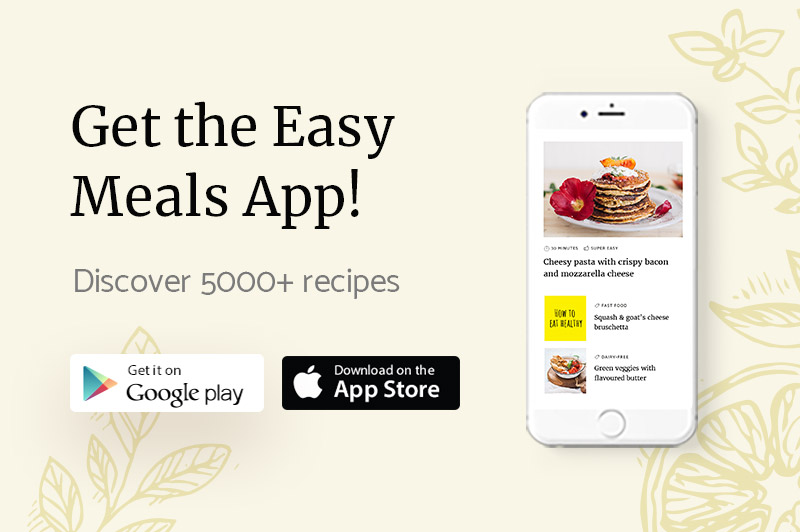 Get the Easy
Meals App!
Discover 5000+ recipes
Get it on
Google play
Download on the
App Store
30 MINUTES SUPER EASY
Cheesy pasta with crispy bacon
and mozzarella cheese
HOW TO
EAT HEALTHY
FAST FOOD
Squash & goat's cheese
bruschetta
DAIRY-FREE
Green veggies with
flavoured butter